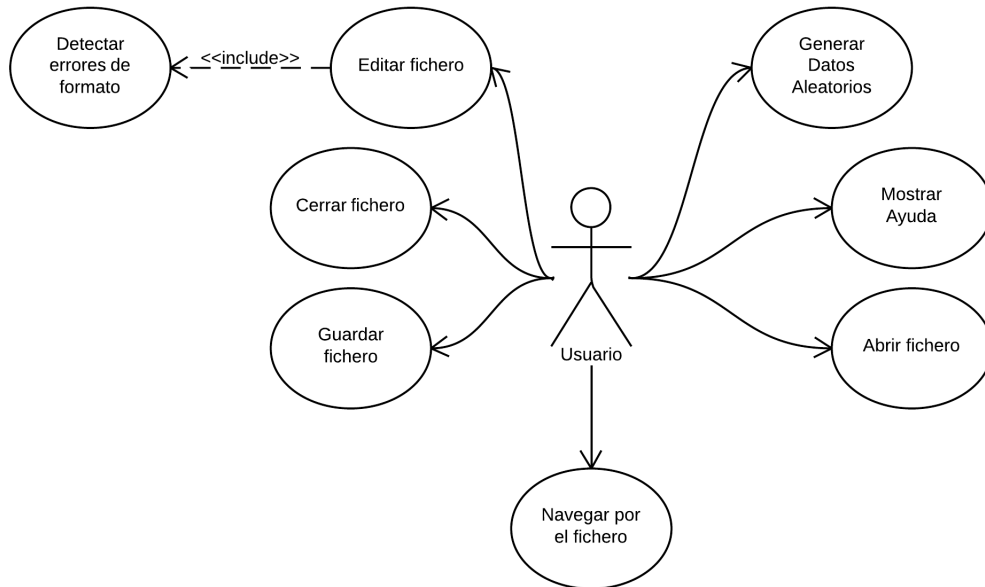 Detectar
errores de
formato
<<include>>
Editar fichero
Generar
Datos
Aleatorios
Cerrar fichero
Mostrar
Ayuda
Guardar
fichero
Usuario
Abrir fichero
Navegar por
el fichero